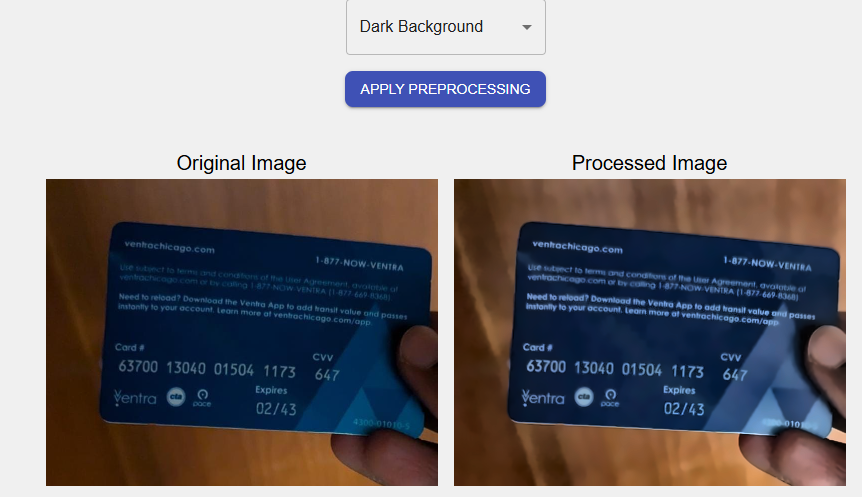 Dark Background
APPLY PREPROCESSING
Original Image
ventrachicago.com
1-877-NOW-VENTRA
Use subject to terms and conditions of the User Agreement, available at
ventrachicago.com or by calling 1-877-NOW-VENTRA (1-877-669-8368)
Need to reload? Download the Ventra App to add transit value and passes
instantly to your account. Learn more at ventrachicago.com/app.
Card #
CVV
63700 13040 01504 1173
647
Ventra
cta
pace
Expires
02/43
Processed Image
ventrachicago.com
1-877-NOW-VENTRA
Use subject to terms and conditions of the User Agreement, available at
ventrachicago.com or by calling 1-877-NOW-VENTRA (1-877-669-8368)
Need to reload? Download the Ventra App to add transit value and passes
instantly to your account. Learn more at ventrachicago.com/app.
Card #
CVV
63700 13040 01504 1173
647
Ventra
cta
pace
Expires
02/43